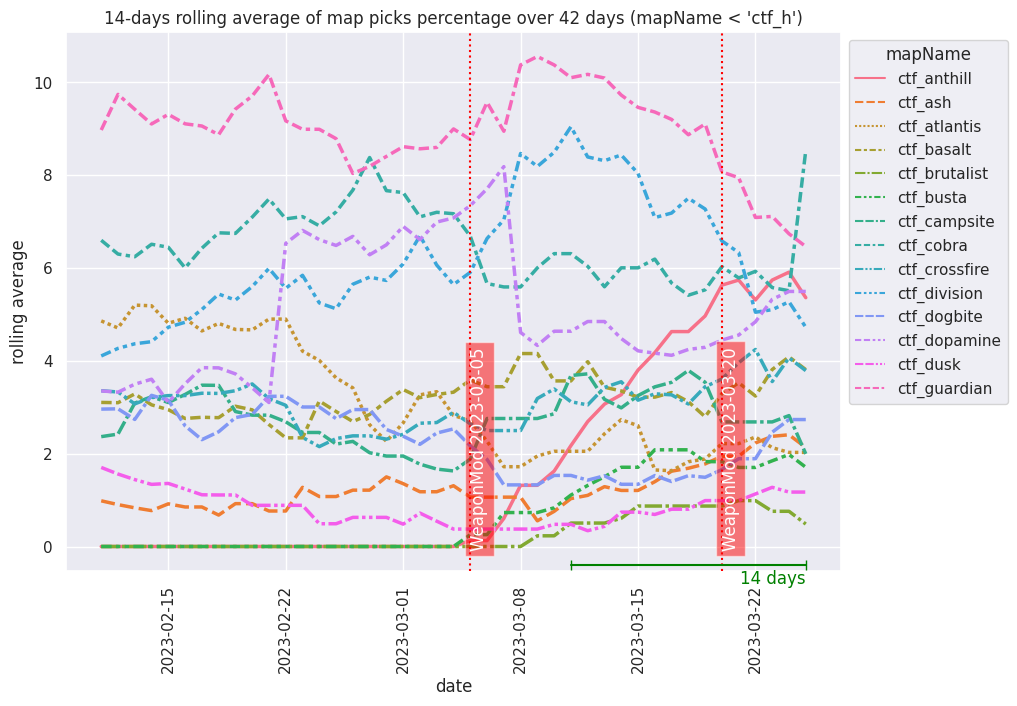 14-days rolling average of map picks percentage over 42 days (mapName < 'ctf_h')
mapName
ctf_anthill
ctf_ash
ctf_atlantis
ctf_basalt
ctf_brutalist
ctf_busta
ctf_campsite
ctf_cobra
ctf_crossfire
ctf_division
ctf_dogbite
ctf_dopamine
ctf_dusk
ctf_guardian
rolling average
10
8
6
4
2
0
WeaponMod 2023-03-05
WeaponMod 2023-03-20
14 days
2023-02-15
2023-02-22
2023-03-01
2023-03-08
2023-03-15
2023-03-22
date